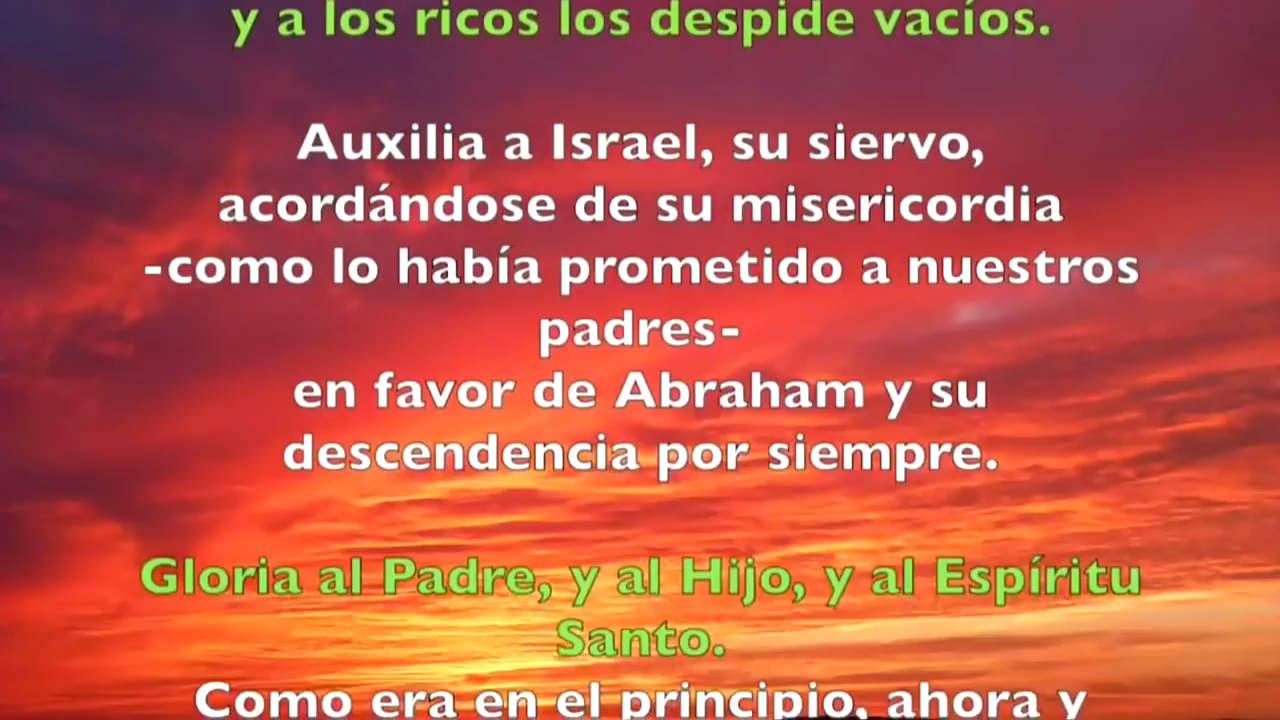 y a los ricos los despide vacíos.
Auxilia a Israel, su siervo,
acordándose de su misericordia
-como lo había prometido a nuestros
padres-
en favor de Abraham y su
descendencia por siempre.
Gloria al Padre, y al Hijo, y al Espíritu
Santo.
Como era en el principio, ahora y